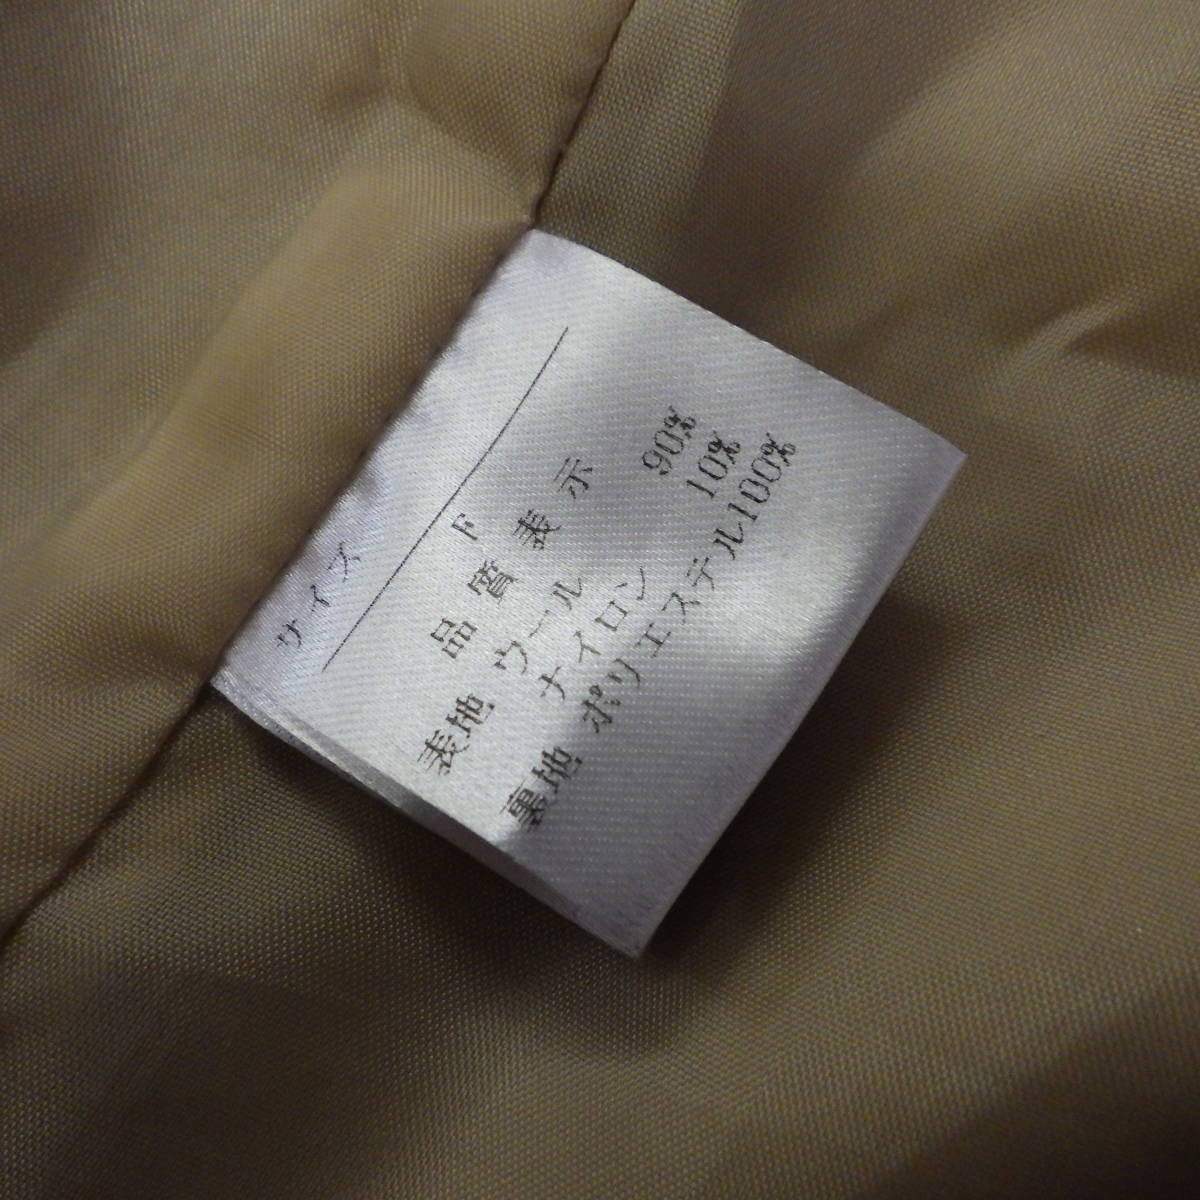 サイズ F
品質表示
表地 ウール 90%
ナイロン 10%
裏地 ポリエステル100%